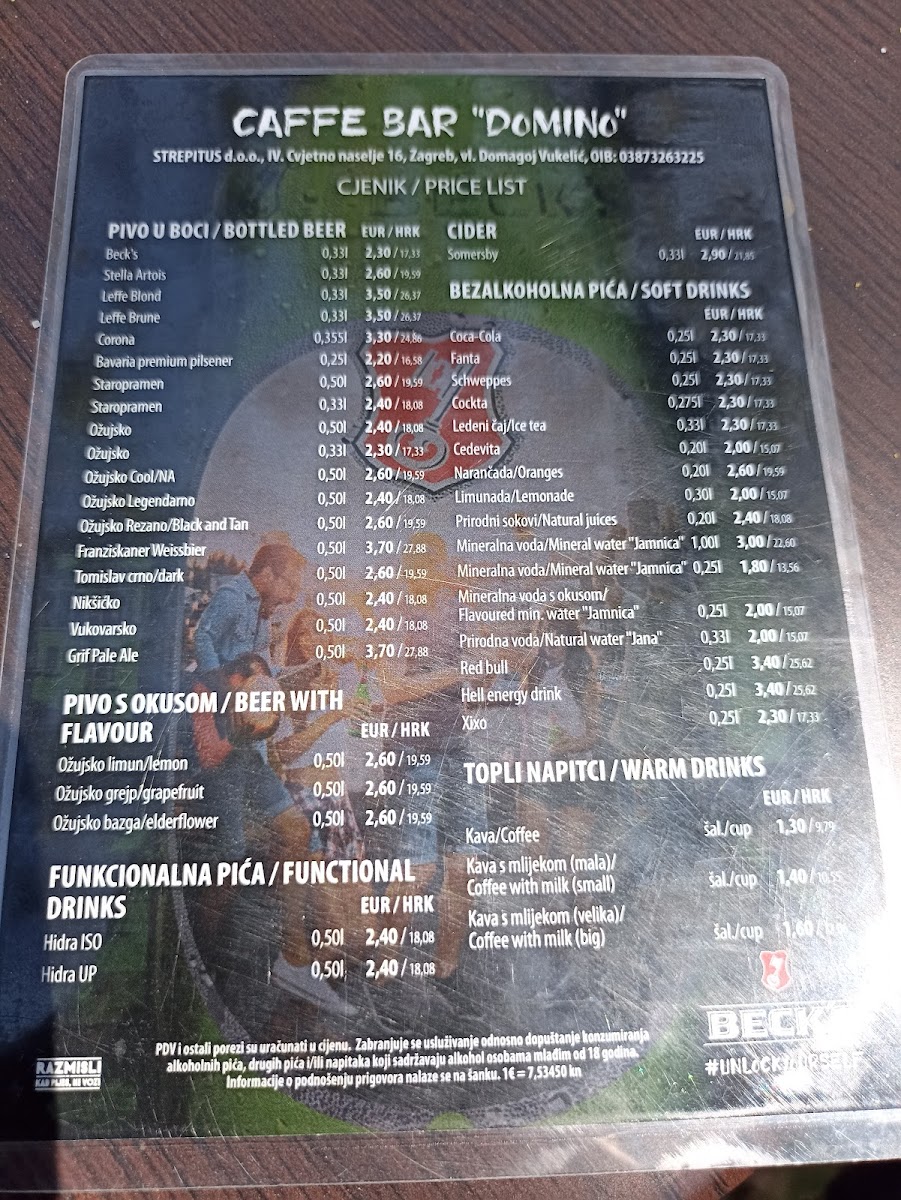 CAFFE BAR "DOMINO"
STREPITUS d.o.o., IV. Cvjetno naselje 16, Zagreb, vl. Domagoj Vukelić, OIB: 03873263225
CJENIK / PRICE LIST
PIVO U BOCI / BOTTLED BEER EUR / HRK
Beck's 0,33l 2,30 / 17,33
Stella Artois 0,33l 2,60 / 19,59
Leffe Blond 0,33l 3,50 / 26,37
Leffe Brune 0,33l 3,50 / 26,37
Corona 0,355l 3,30 / 24,86
Bavaria premium pilsener 0,25l 2,20 / 16,58
Staropramen 0,50l 2,60 / 19,59
Staropramen 0,33l 2,40 / 18,08
Ožujsko 0,50l 2,40 / 18,08
Ožujsko 0,33l 2,30 / 17,33
Ožujsko Cool/NA 0,50l 2,60 / 19,59
Ožujsko Legendarno 0,50l 2,40 / 18,08
Ožujsko Rezano/Black and Tan 0,50l 2,60 / 19,59
Franziskaner Weissbier 0,50l 3,70 / 27,88
Tomislav crno/dark 0,50l 2,60 / 19,59
Nikšićko 0,50l 2,40 / 18,08
Vukovarsko 0,50l 2,40 / 18,08
Grif Pale Ale 0,50l 3,70 / 27,88
PIVO S OKUSOM / BEER WITH
FLAVOUR EUR / HRK
Ožujsko limun/lemon 0,50l 2,60 / 19,59
Ožujsko grejp/grapefruit 0,50l 2,60 / 19,59
Ožujsko bazga/elderflower 0,50l 2,60 / 19,59
FUNKCIONALNA PIĆA / FUNCTIONAL
DRINKS EUR / HRK
Hidra ISO 0,50l 2,40 / 18,08
Hidra UP 0,50l 2,40 / 18,08
CIDER EUR / HRK
Somersby 0,33l 2,90 / 21,85
BEZALKOHOLNA PIĆA / SOFT DRINKS
EUR / HRK
Coca-Cola 0,25l 2,30 / 17,33
Fanta 0,25l 2,30 / 17,33
Schweppes 0,25l 2,30 / 17,33
Cockta 0,275l 2,30 / 17,33
Ledeni čaj/Ice tea 0,33l 2,30 / 17,33
Cedevita 0,20l 2,00 / 15,07
Narančada/Oranges 0,20l 2,60 / 19,59
Limunada/Lemonade 0,30l 2,00 / 15,07
Prirodni sokovi/Natural juices 0,20l 2,40 / 18,08
Mineralna voda/Mineral water "Jamnica" 1,00l 3,00 / 22,60
Mineralna voda/Mineral water "Jamnica" 0,25l 1,80 / 13,56
Mineralna voda s okusom/
Flavoured min. water "Jamnica" 0,25l 2,00 / 15,07
Prirodna voda/Natural water "Jana" 0,33l 2,00 / 15,07
Red bull 0,25l 3,40 / 25,62
Hell energy drink 0,25l 3,40 / 25,62
Xixo 0,25l 2,30 / 17,33
TOPLI NAPITCI / WARM DRINKS
EUR / HRK
Kava/Coffee šal./cup 1,30 / 9,79
Kava s mlijekom (mala)/
Coffee with milk (small) šal./cup 1,40 / 10,55
Kava s mlijekom (velika)/
Coffee with milk (big) šal./cup 1,60 /
BECK'S
#UNLOCKYOURSELF
RAZMISLI
KAD PIJEŠ, NE VOZI
PDV i ostali porezi su uračunati u cijenu. Zabranjuje se usluživanje odnosno dopuštanje konzumiranja
alkoholnih pića, drugih pića i/ili napitaka koji sadržavaju alkohol osobama mlađim od 18 godina.
Informacije o podnošenju prigovora nalaze se na šanku. 1€ = 7,53450 kn